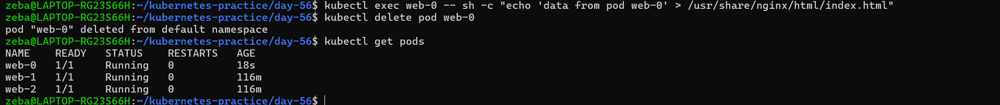 zeba@LAPTOP-RG23S66H:~/kubernetes-practice/day-56$ kubectl exec web-0 -- sh -c "echo 'data from pod web-0' > /usr/share/nginx/html/index.html"
zeba@LAPTOP-RG23S66H:~/kubernetes-practice/day-56$ kubectl delete pod web-0
pod "web-0" deleted from default namespace
zeba@LAPTOP-RG23S66H:~/kubernetes-practice/day-56$ kubectl get pods
NAME    READY   STATUS    RESTARTS   AGE
web-0   1/1     Running   0          18s
web-1   1/1     Running   0          116m
web-2   1/1     Running   0          116m
zeba@LAPTOP-RG23S66H:~/kubernetes-practice/day-56$